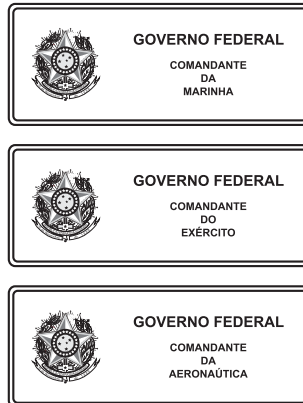 GOVERNO FEDERAL
COMANDANTE
DA
MARINHA
GOVERNO FEDERAL
COMANDANTE
DO
EXÉRCITO
GOVERNO FEDERAL
COMANDANTE
DA
AERONAÚTICA